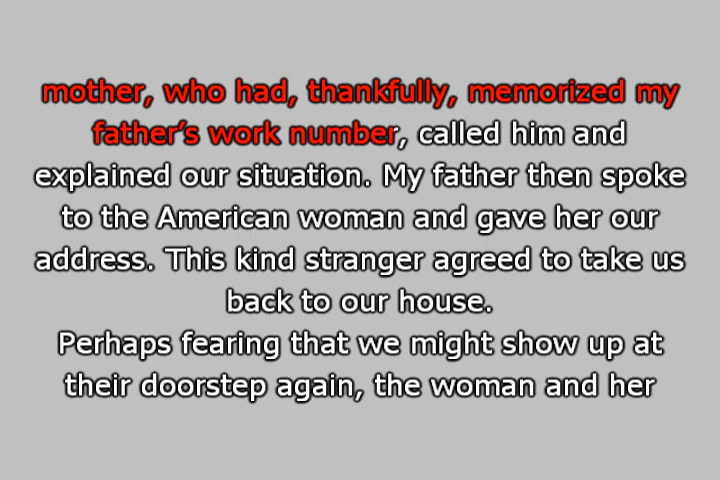 mother, who had, thankfully, memorized my
father’s work number, called him and
explained our situation. My father then spoke
to the American woman and gave her our
address. This kind stranger agreed to take us
back to our house.
Perhaps fearing that we might show up at
their doorstep again, the woman and her